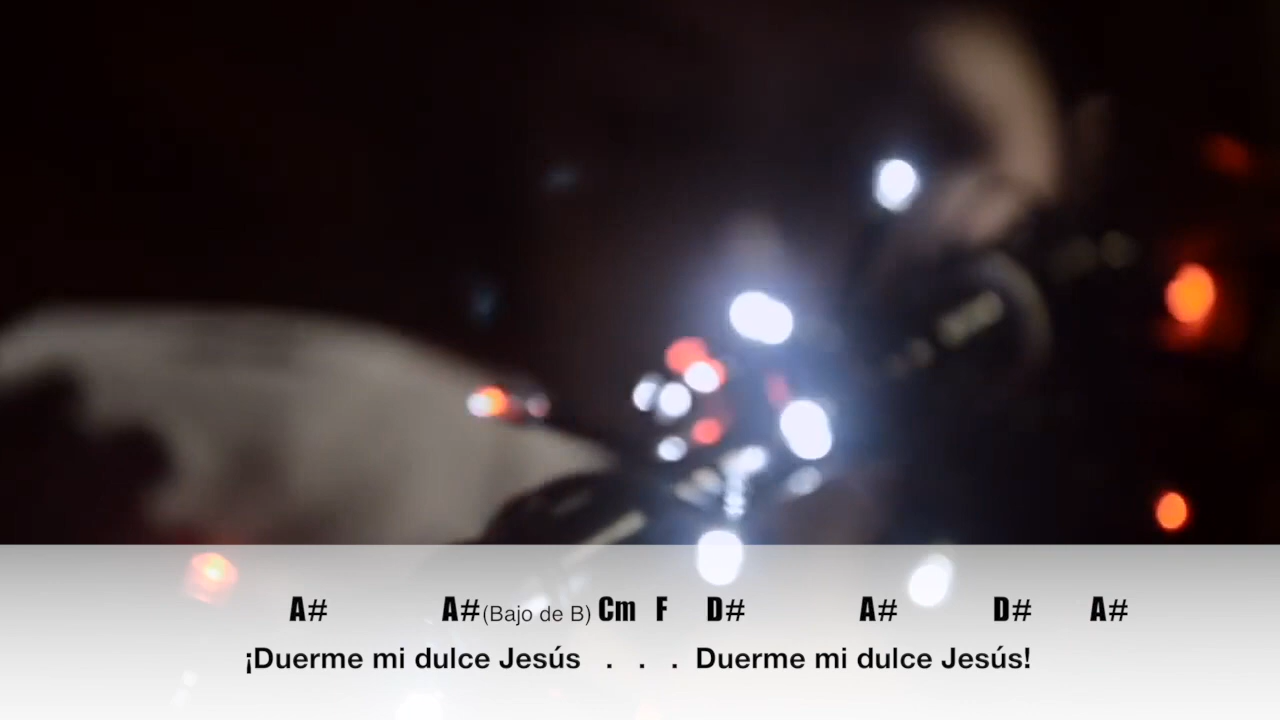 A# A#(Bajo de B) Cm F D# A# D# A#
¡Duerme mi dulce Jesús . . . Duerme mi dulce Jesús!